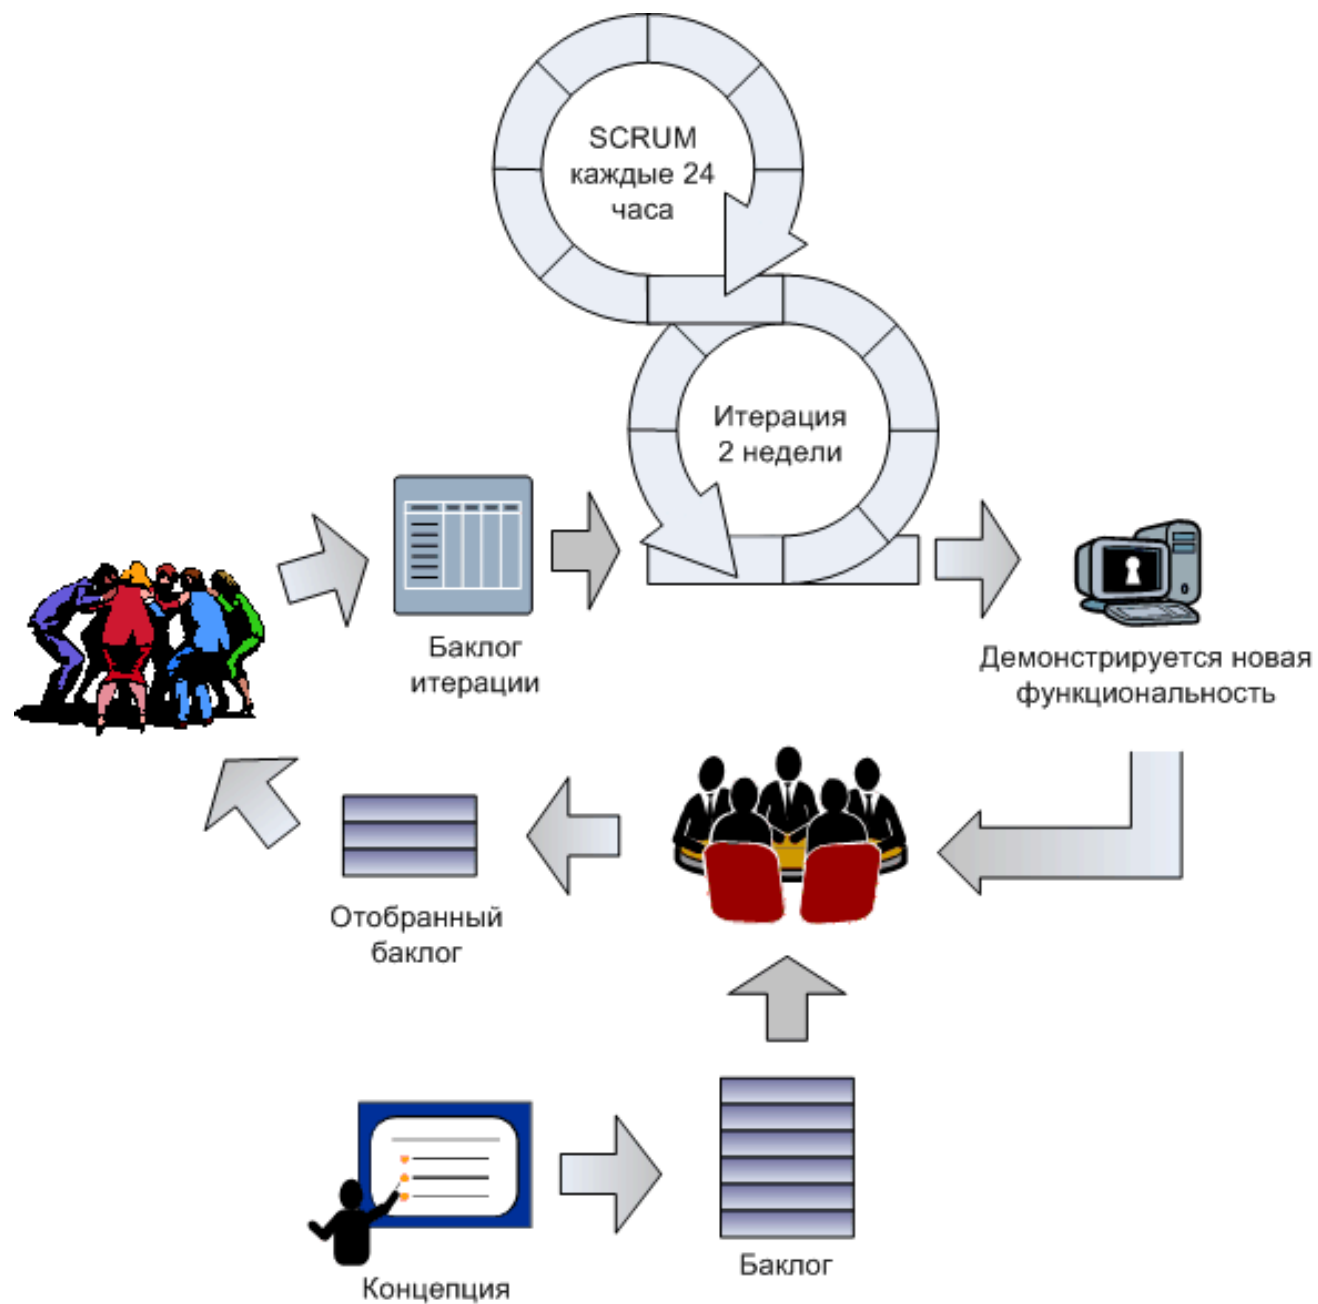 SCRUM
каждые 24
часа
Итерация
2 недели
Баклог
итерации
Демонстрируется новая
функциональность
Отобранный
баклог
Баклог
Концепция